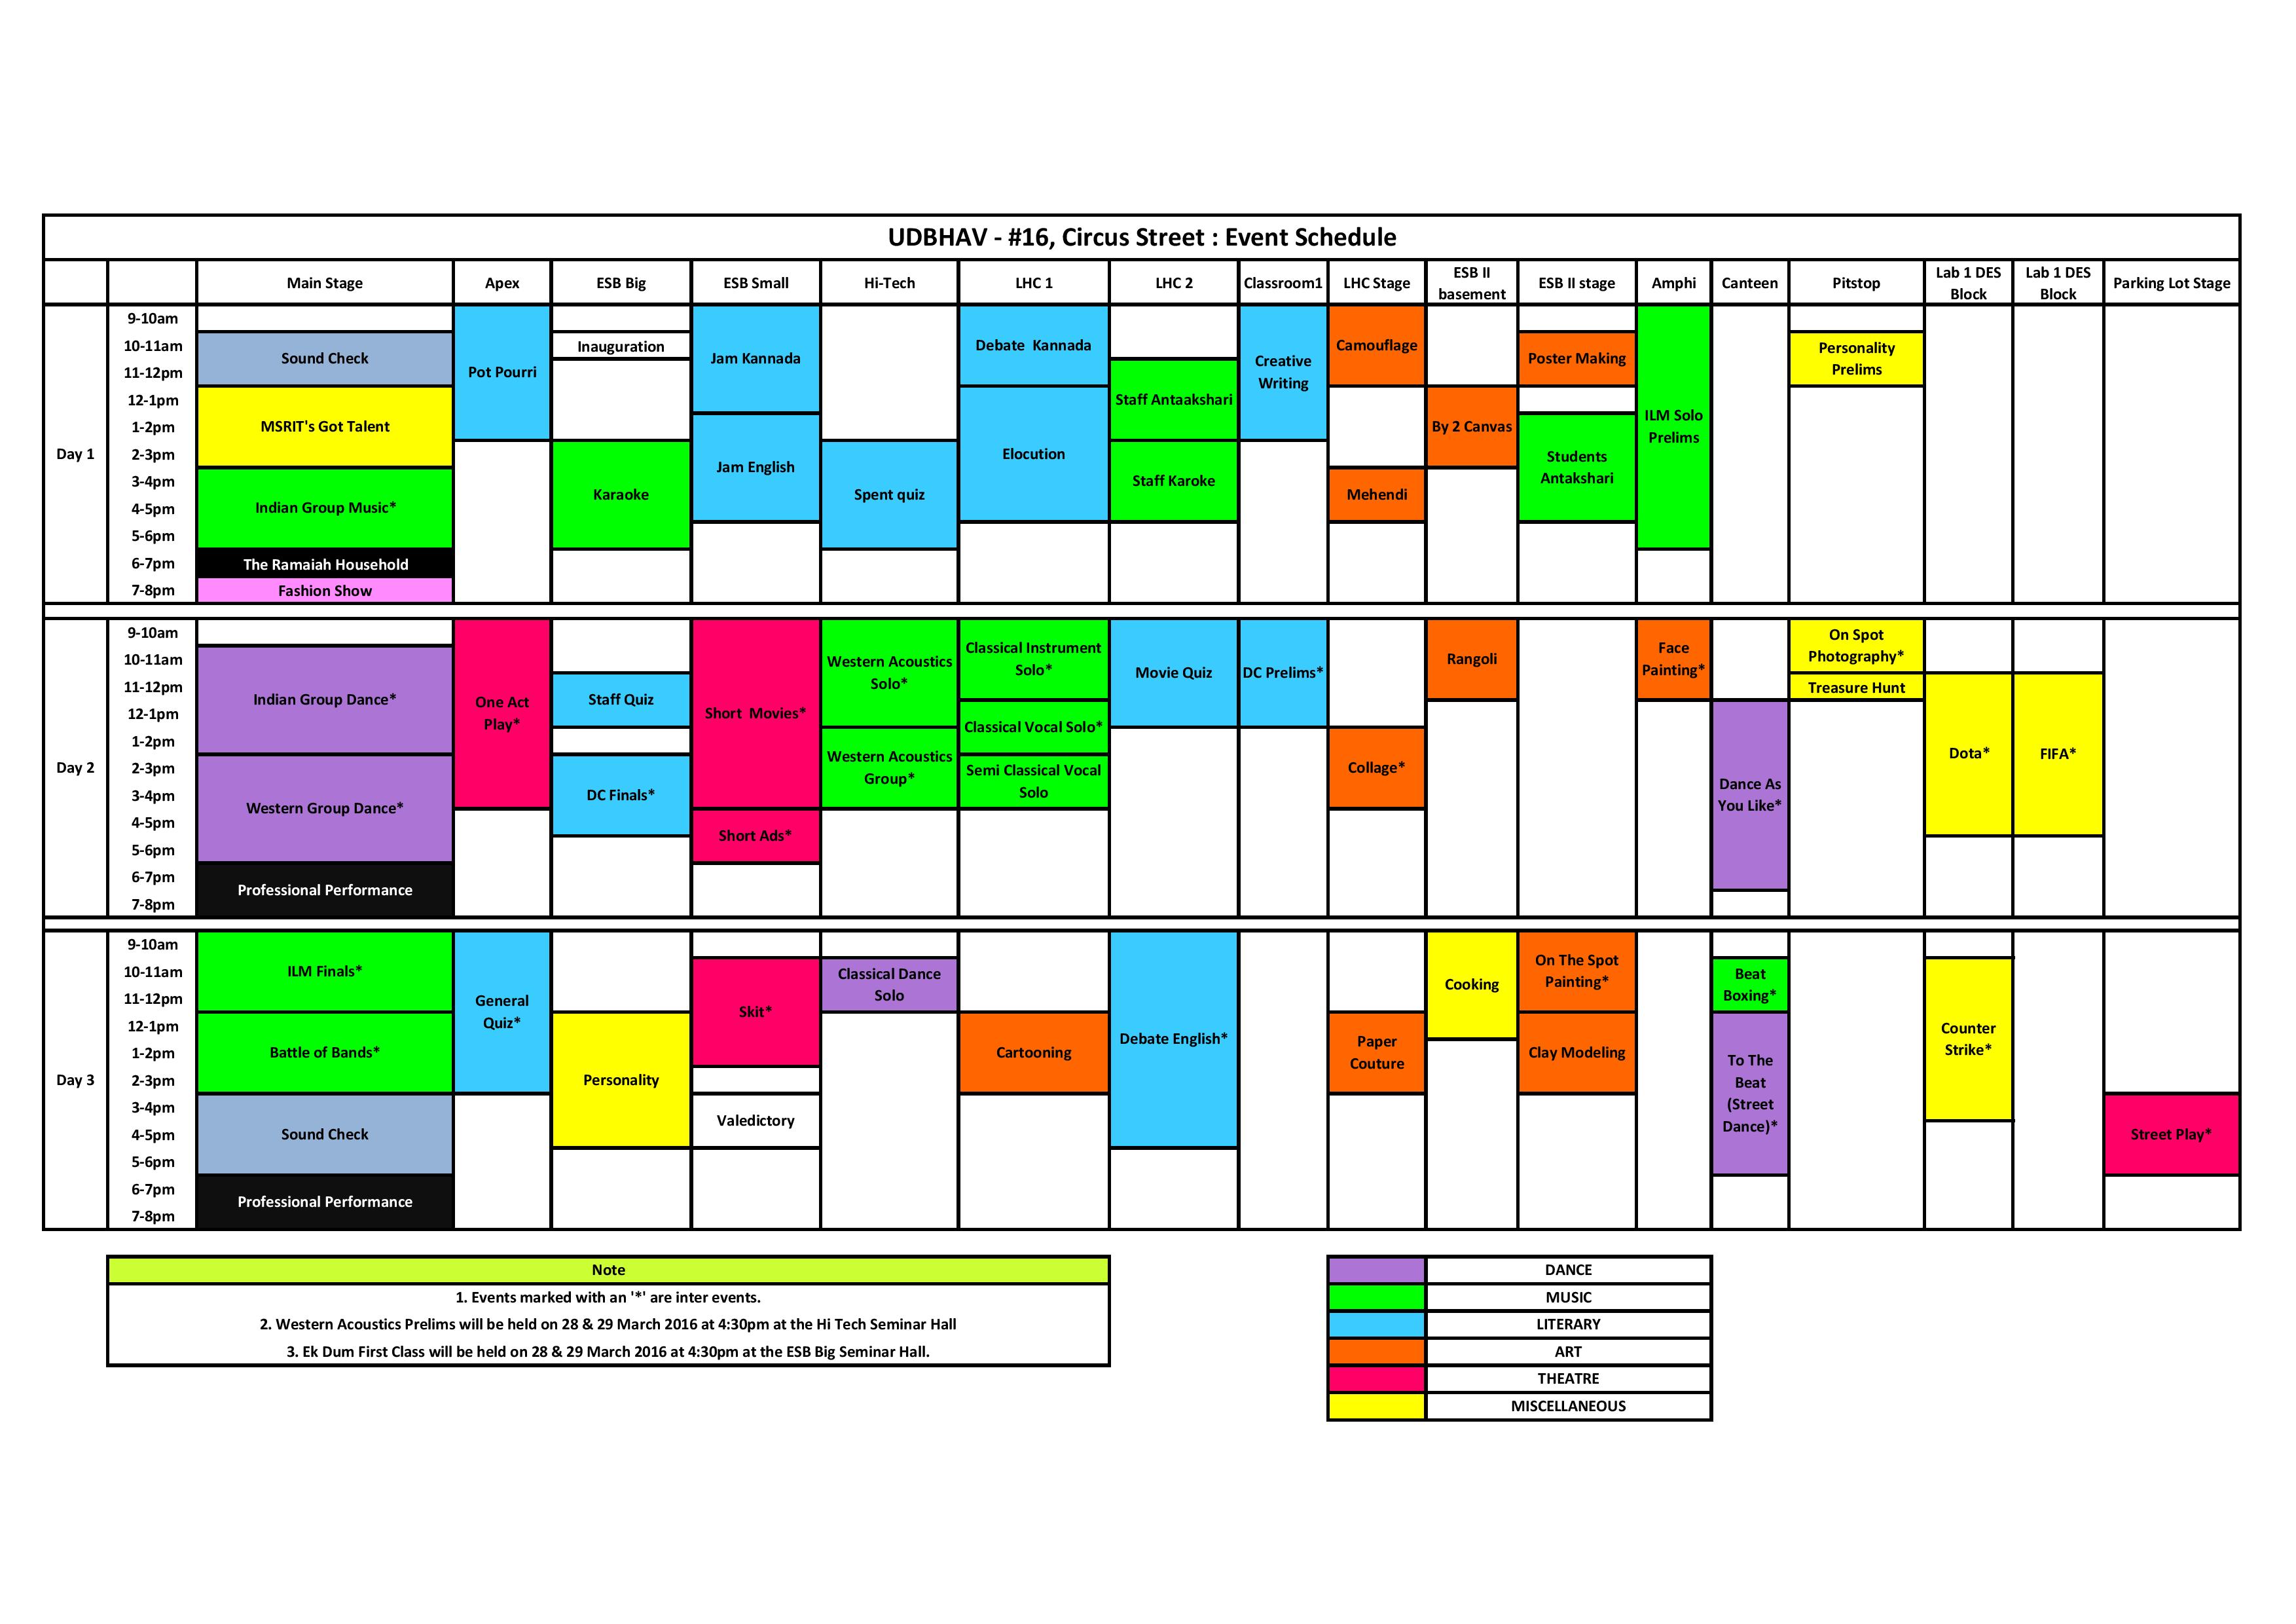 UDBHAV - #16, Circus Street : Event Schedule
Main Stage
Apex
ESB Big
ESB Small
Hi-Tech
LHC 1
LHC 2
Classroom1
LHC Stage
ESB II
basement
ESB II stage
Amphi
Canteen
Pitstop
Lab 1 DES
Block
Lab 1 DES
Block
Parking Lot Stage
Day 1
9-10am
10-11am
11-12pm
12-1pm
1-2pm
2-3pm
3-4pm
4-5pm
5-6pm
6-7pm
7-8pm
Sound Check
MSRIT's Got Talent
Indian Group Music*
The Ramaiah Household
Fashion Show
Pot Pourri
Inauguration
Karaoke
Jam Kannada
Jam English
Spent quiz
Debate  Kannada
Elocution
Staff Antaakshari
Staff Karoke
Creative
Writing
Camouflage
Mehendi
By 2 Canvas
Poster Making
Students
Antakshari
ILM Solo
Prelims
Personality
Prelims
Day 2
9-10am
10-11am
11-12pm
12-1pm
1-2pm
2-3pm
3-4pm
4-5pm
5-6pm
6-7pm
7-8pm
Indian Group Dance*
Western Group Dance*
Professional Performance
One Act
Play*
Staff Quiz
DC Finals*
Short  Movies*
Short Ads*
Western Acoustics
Solo*
Western Acoustics
Group*
Classical Instrument
Solo*
Classical Vocal Solo*
Semi Classical Vocal
Solo
Movie Quiz
DC Prelims*
Collage*
Rangoli
Face
Painting*
Dance As
You Like*
On Spot
Photography*
Treasure Hunt
Dota*
FIFA*
Day 3
9-10am
10-11am
11-12pm
12-1pm
1-2pm
2-3pm
3-4pm
4-5pm
5-6pm
6-7pm
7-8pm
ILM Finals*
Battle of Bands*
Sound Check
Professional Performance
General
Quiz*
Personality
Skit*
Valedictory
Classical Dance
Solo
Cartooning
Debate English*
Paper
Couture
Cooking
On The Spot
Painting*
Clay Modeling
Beat
Boxing*
To The
Beat
(Street
Dance)*
Counter
Strike*
Street Play*
Note
1. Events marked with an '*' are inter events.
2. Western Acoustics Prelims will be held on 28 & 29 March 2016 at 4:30pm at the Hi Tech Seminar Hall
3. Ek Dum First Class will be held on 28 & 29 March 2016 at 4:30pm at the ESB Big Seminar Hall.
DANCE
MUSIC
LITERARY
ART
THEATRE
MISCELLANEOUS